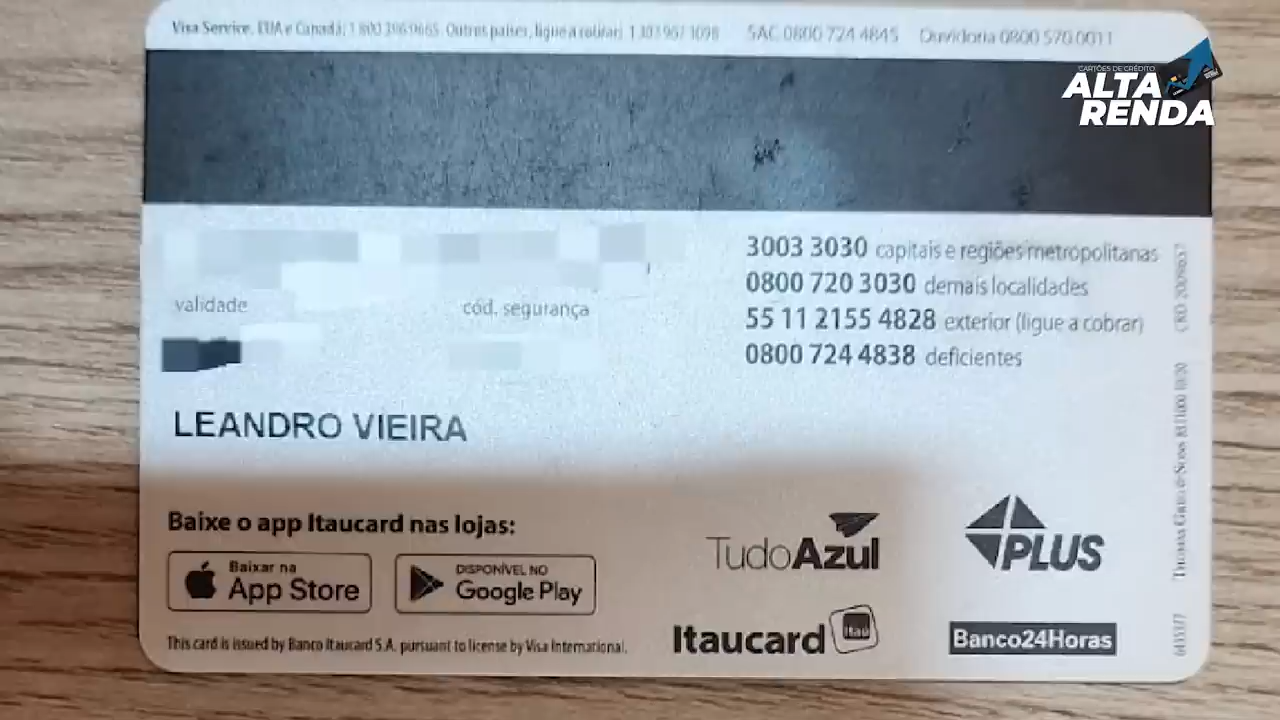 Visa Service. EUA e Canadá: 1 800 396 9665. Outros países, ligue a cobrar: 1 303 967 1098 SAC 0800 724 4845 Ouvidoria 0800 570 0011
CARTÕES DE CRÉDITO
ALTA
RENDA
3003 3030 capitais e regiões metropolitanas
0800 720 3030 demais localidades
55 11 2155 4828 exterior (ligue a cobrar)
0800 724 4838 deficientes
validade cód. segurança
LEANDRO VIEIRA
Baixe o app Itaucard nas lojas:
Baixar na
App Store
DISPONÍVEL NO
Google Play
TudoAzul
PLUS
Itaucard Itaú
Banco24Horas
This card is issued by Banco Itaucard S.A. pursuant to license by Visa International.